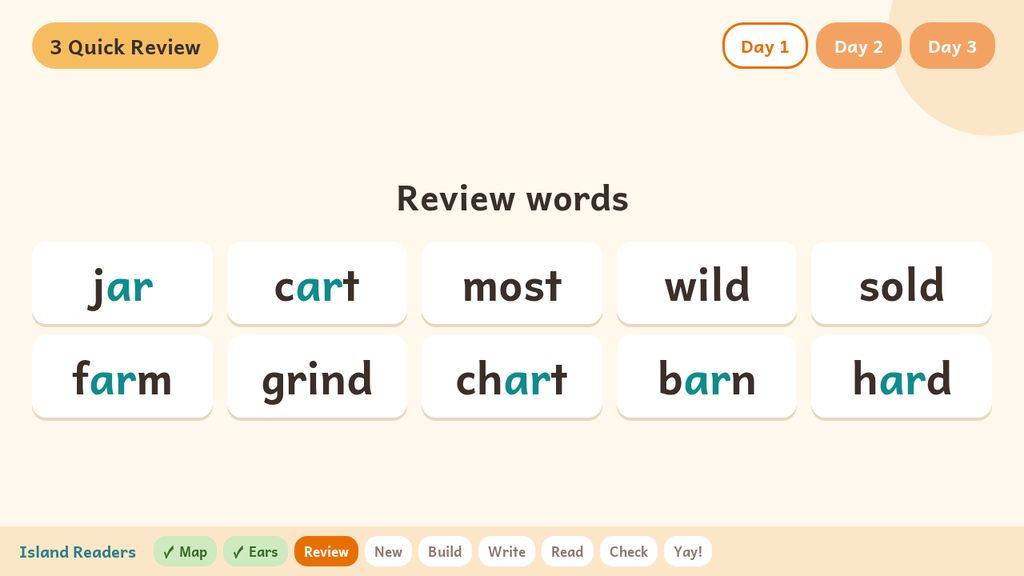 3 Quick Review
Day 1 Day 2 Day 3
Review words
jar cart most wild sold
farm grind chart barn hard
Island Readers ✓ Map ✓ Ears Review New Build Write Read Check Yay!